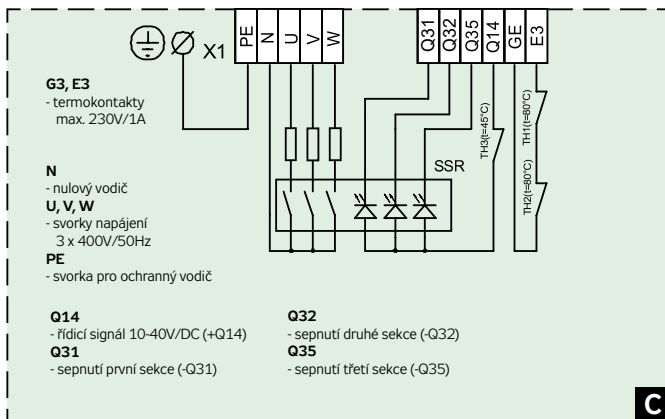 X1
PE
N
U
V
W
Q31
Q32
Q35
Q14
GE
E3
G3, E3
- termokontakty
max. 230V/1A
TH3(t=45°C)
TH1(t=80°C)
SSR
TH2(t=80°C)
N
- nulový vodič
U, V, W
- svorky napájení
3 x 400V/50Hz
PE
- svorka pro ochranný vodič
Q14
- řídicí signál 10-40V/DC (+Q14)
Q31
- sepnutí první sekce (-Q31)
Q32
- sepnutí druhé sekce (-Q32)
Q35
- sepnutí třetí sekce (-Q35)
C